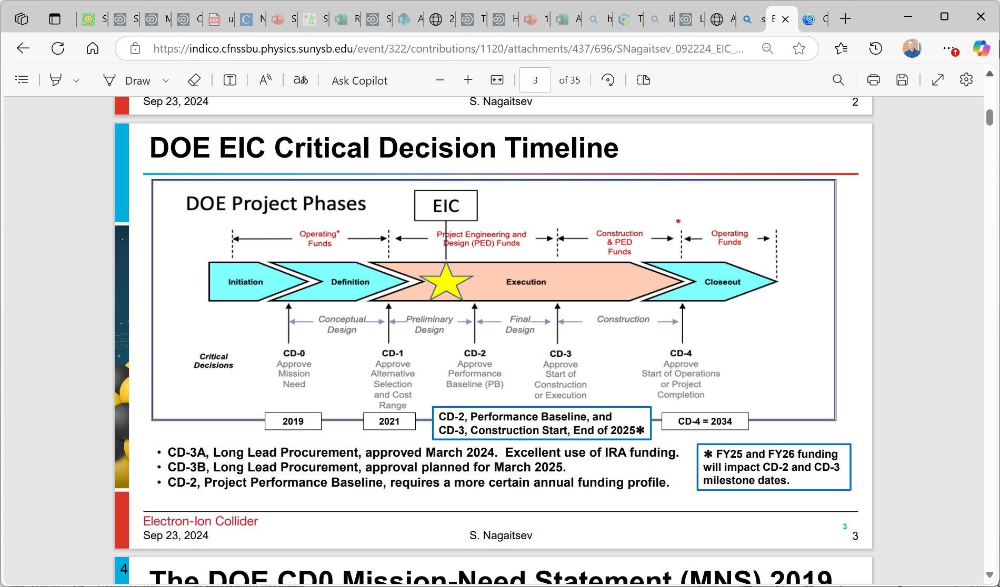 S
S
M
C
u
N
S
S
R
S
A
2
T
H
1
A
h
T
li
L
A
s
E
C
https://indico.cfnssbu.physics.sunysb.edu/event/322/contributions/1120/attachments/437/696/SNagaitsev_092224_EIC_...
Draw
aあ
Ask Copilot
3
of 35
Sep 23, 2024
S. Nagaitsev
2
DOE EIC Critical Decision Timeline
DOE Project Phases
EIC
Operating*
Funds
Project Engineering and
Design (PED) Funds
Construction
& PED
Funds
*
Operating
Funds
Initiation
Definition
Execution
Closeout
Conceptual
Design
Preliminary
Design
Final
Design
Construction
Critical
Decisions
CD-0
Approve
Mission
Need
CD-1
Approve
Alternative
Selection
and Cost
Range
CD-2
Approve
Performance
Baseline (PB)
CD-3
Approve
Start of
Construction
or Execution
CD-4
Approve
Start of Operations
or Project
Completion
2019
2021
CD-2, Performance Baseline, and
CD-3, Construction Start, End of 2025✱
CD-4 = 2034
• CD-3A, Long Lead Procurement, approved March 2024.  Excellent use of IRA funding.
• CD-3B, Long Lead Procurement, approval planned for March 2025.
• CD-2, Project Performance Baseline, requires a more certain annual funding profile.
✱ FY25 and FY26 funding
will impact CD-2 and CD-3
milestone dates.
Electron-Ion Collider
Sep 23, 2024
S. Nagaitsev
3
3
4
The DOE CD0 Mission-Need Statement (MNS) 2019